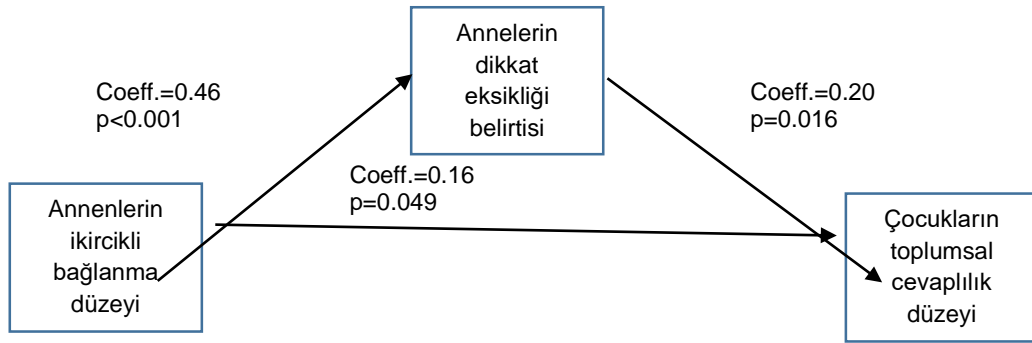 Annelerin
dikkat
eksikliği
belirtisi
Coeff.=0.46
p<0.001
Coeff.=0.20
p=0.016
Coeff.=0.16
p=0.049
Annenlerin
ikircikli
bağlanma
düzeyi
Çocukların
toplumsal
cevaplılık
düzeyi